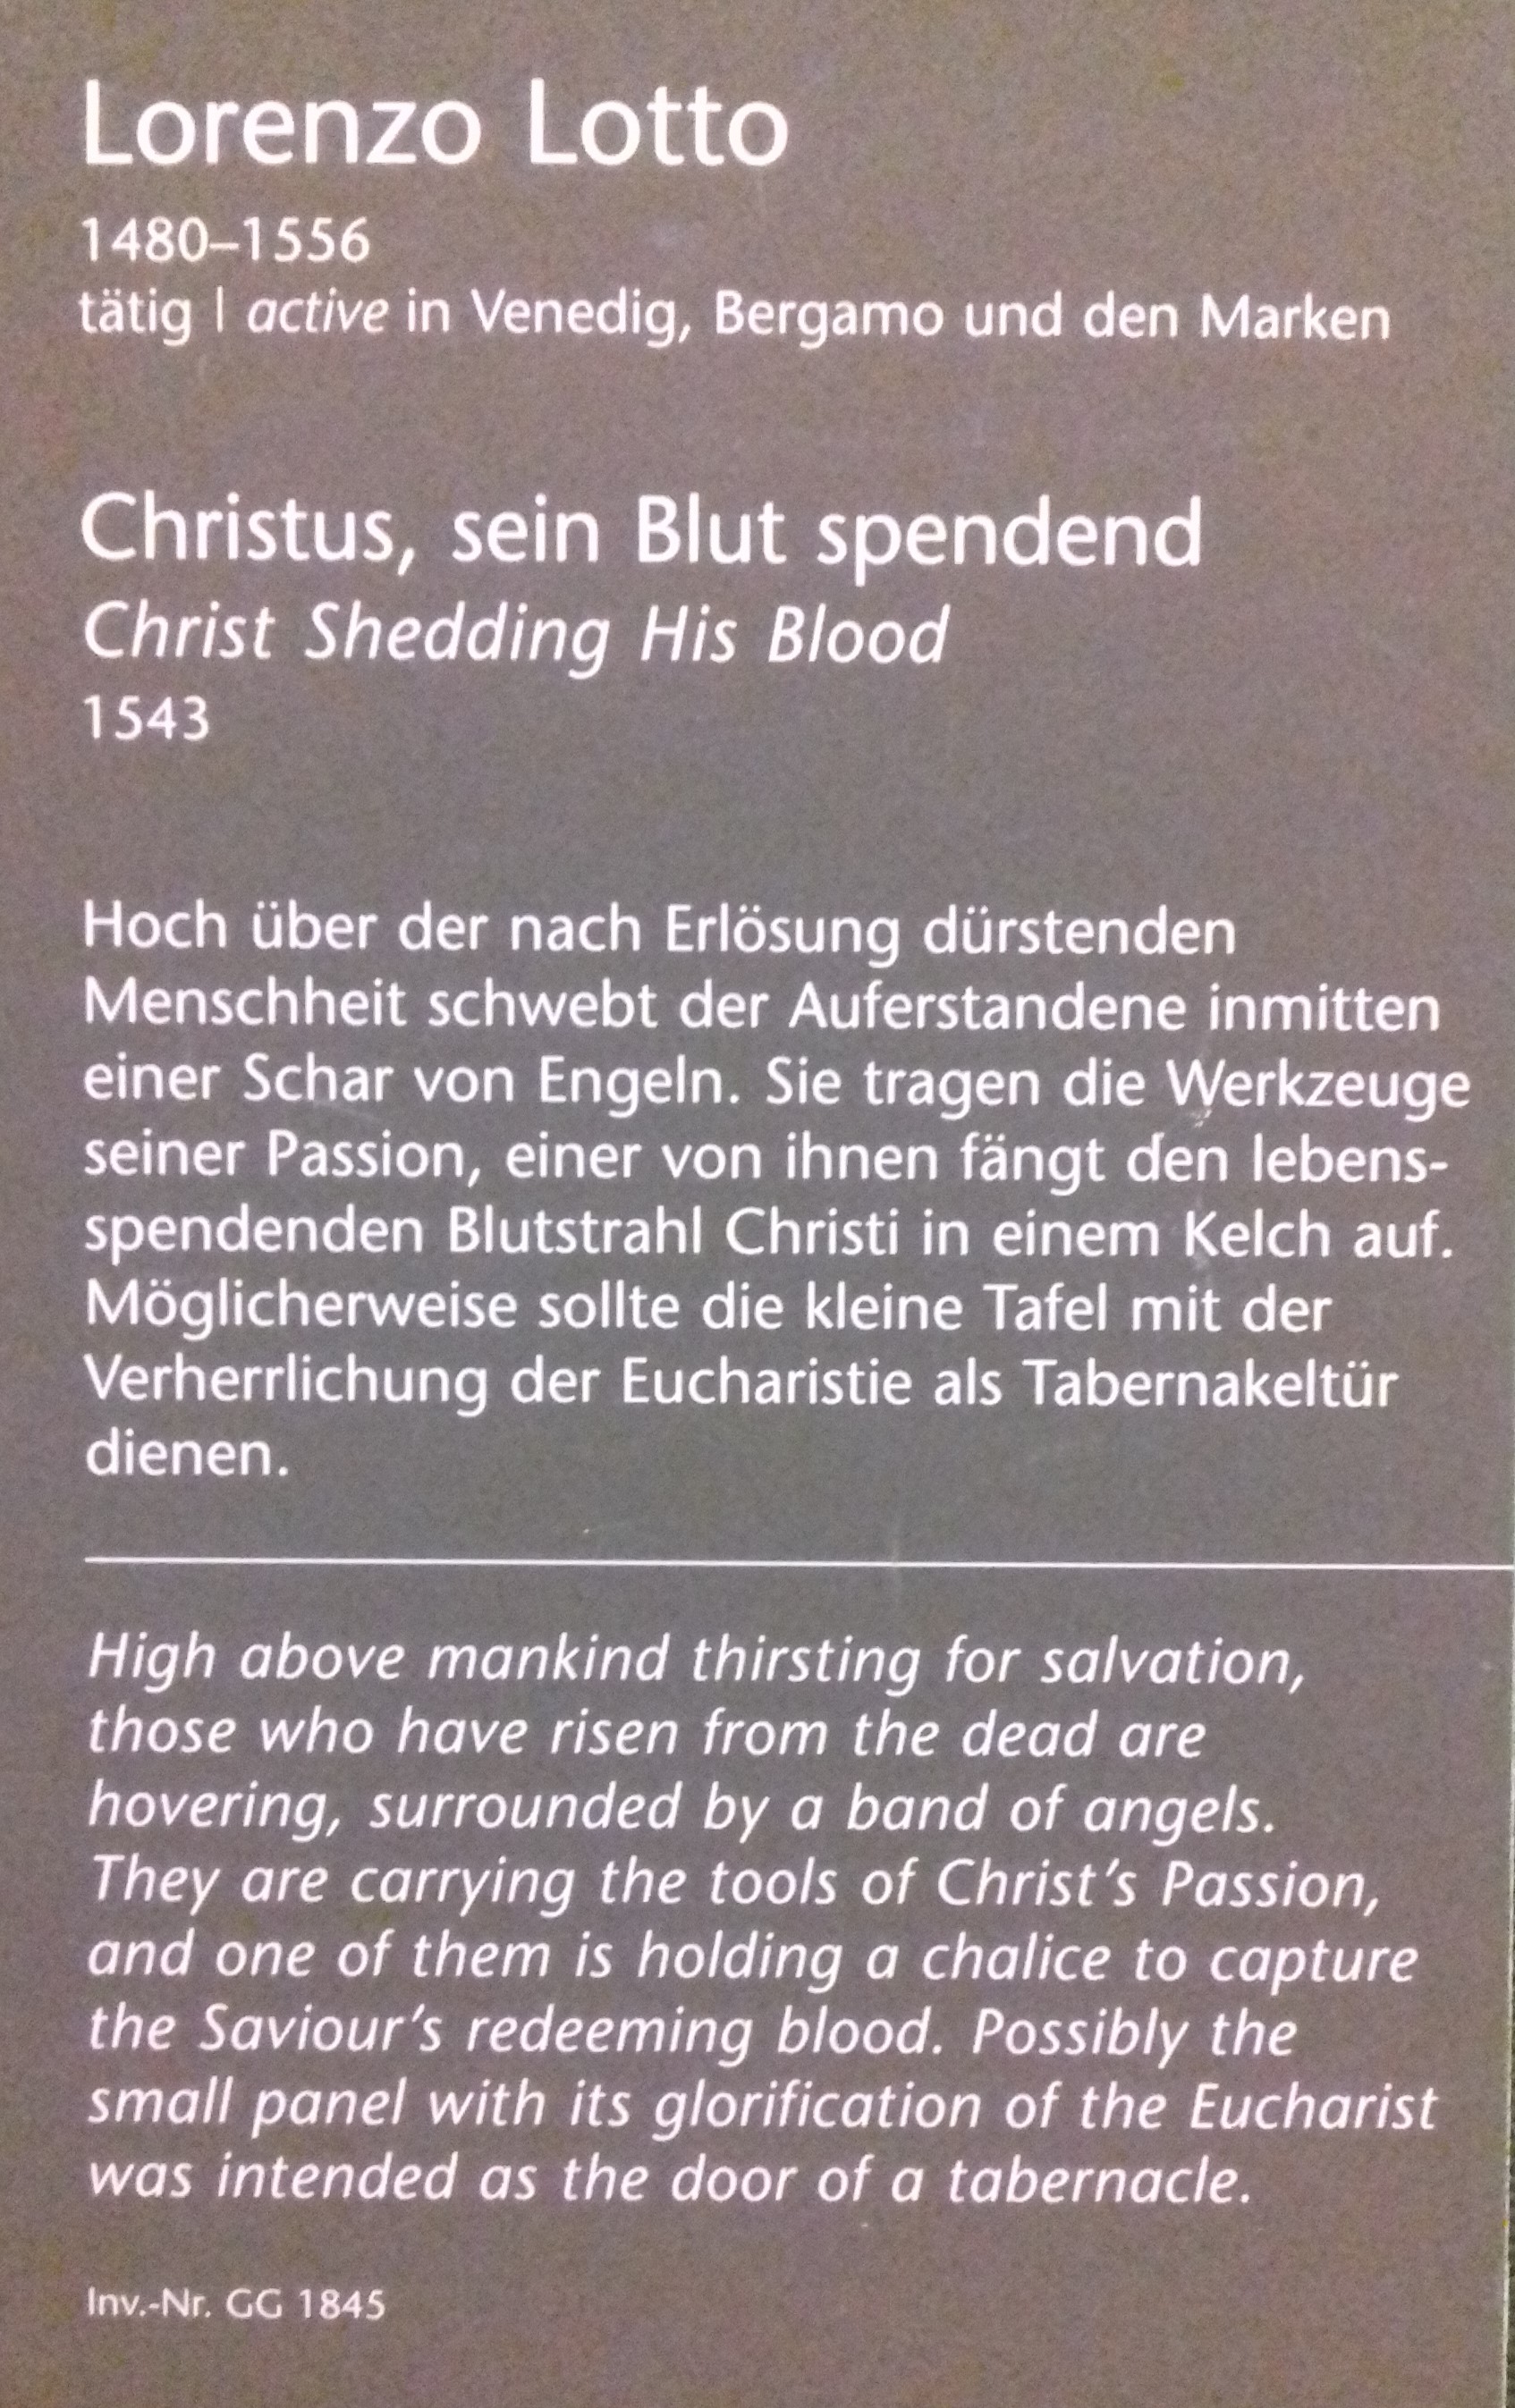 Lorenzo Lotto
1480–1556
tätig | active in Venedig, Bergamo und den Marken
Christus, sein Blut spendend
Christ Shedding His Blood
1543
Hoch über der nach Erlösung dürstenden
Menschheit schwebt der Auferstandene inmitten
einer Schar von Engeln. Sie tragen die Werkzeuge
seiner Passion, einer von ihnen fängt den lebens-
spendenden Blutstrahl Christi in einem Kelch auf.
Möglicherweise sollte die kleine Tafel mit der
Verherrlichung der Eucharistie als Tabernakeltür
dienen.
High above mankind thirsting for salvation,
those who have risen from the dead are
hovering, surrounded by a band of angels.
They are carrying the tools of Christ's Passion,
and one of them is holding a chalice to capture
the Saviour's redeeming blood. Possibly the
small panel with its glorification of the Eucharist
was intended as the door of a tabernacle.
Inv.-Nr. GG 1845